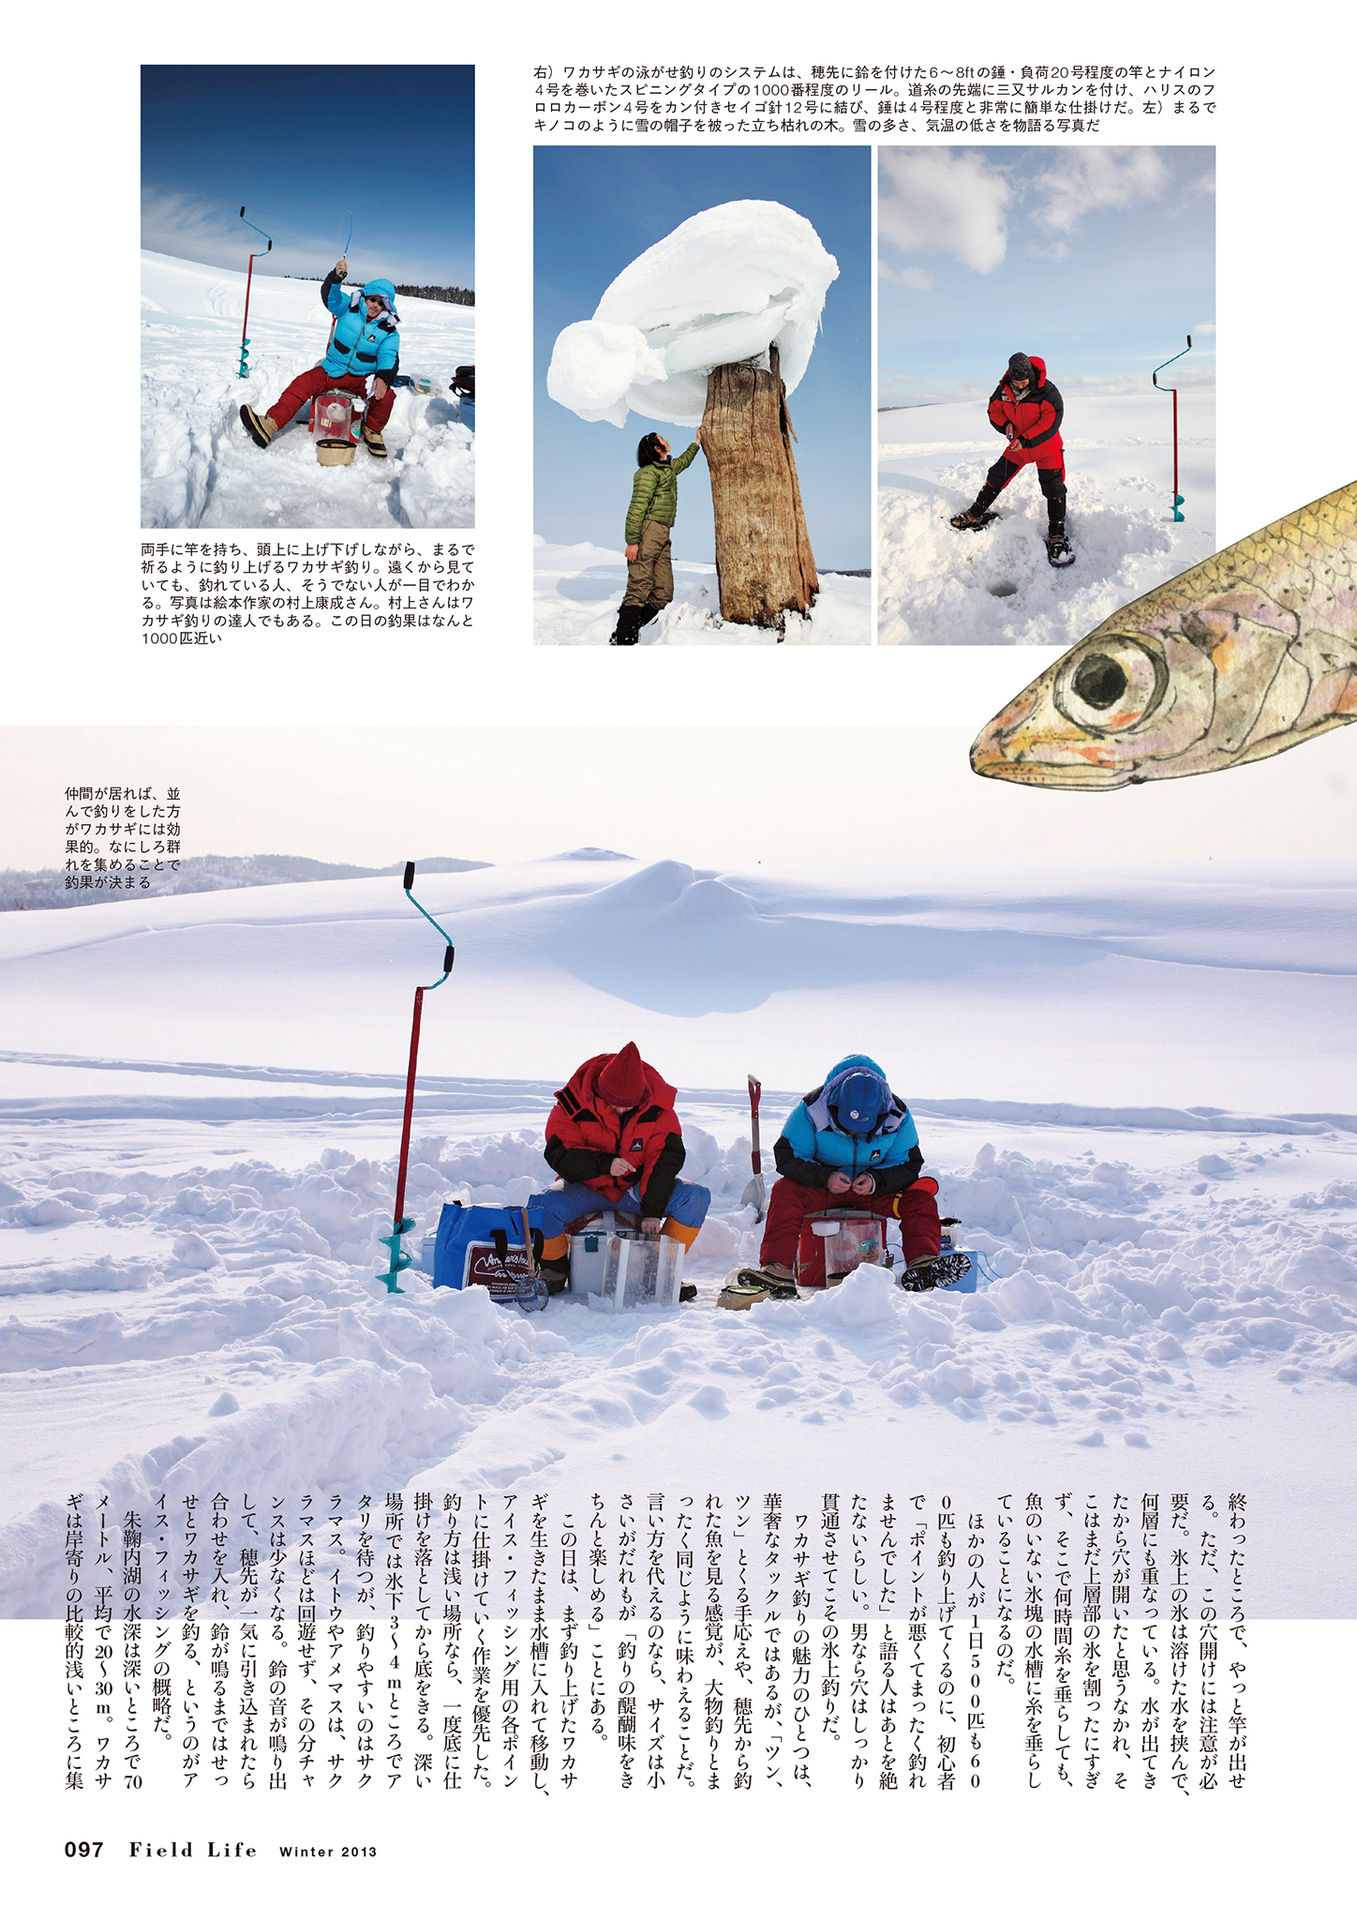 右）ワカサギの泳がせ釣りのシステムは、穂先に鈴を付けた6〜8ftの錘・負荷20号程度の竿とナイロン
4号を巻いたスピニングタイプの1000番程度のリール。道糸の先端に三又サルカンを付け、ハリスのフ
ロロカーボン4号をカン付きセイゴ針12号に結び、錘は4号程度と非常に簡単な仕掛けだ。左）まるで
キノコのように雪の帽子を被った立ち枯れの木。雪の多さ、気温の低さを物語る写真だ
両手に竿を持ち、頭上に上げ下げしながら、まるで
祈るように釣り上げるワカサギ釣り。遠くから見て
いても、釣れている人、そうでない人が一目でわか
る。写真は絵本作家の村上康成さん。村上さんはワ
カサギ釣りの達人でもある。この日の釣果はなんと
1000匹近い
仲間が居れば、並
んで釣りをした方
がワカサギには効
果的。なにしろ群
れを集めることで
釣果が決まる
終わったところで、やっと竿が出せ
る。ただ、この穴開けには注意が必
要だ。氷上の氷は溶けた水を挟んで、
何層にも重なっている。水が出てき
たから穴が開いたと思うなかれ、そ
こはまだ上層部の氷を割ったにすぎ
ず、そこで何時間糸を垂らしても、
魚のいない氷塊の水槽に糸を垂らし
ていることになるのだ。
ほかの人が1日500匹も60
0匹も釣り上げてくるのに、初心者
で「ポイントが悪くてまったく釣れ
ませんでした」と語る人はあとを絶
たないらしい。男なら穴はしっかり
貫通させてこその氷上釣りだ。
ワカサギ釣りの魅力のひとつは、
華奢なタックルではあるが、「ツン、
ツン」とくる手応えや、穂先から釣
れた魚を見る感覚が、大物釣りとま
ったく同じように味わえることだ。
言い方を代えるのなら、サイズは小
さいがだれもが「釣りの醍醐味をき
ちんと楽しめる」ことにある。
この日は、まず釣り上げたワカサ
ギを生きたまま水槽に入れて移動し、
アイス・フィッシング用の各ポイン
トに仕掛けていく作業を優先した。
釣り方は浅い場所なら、一度底に仕
掛けを落としてから底をきる。深い
場所では氷下3〜4mところでア
タリを待つが、釣りやすいのはサク
ラマス。イトウやアメマスは、サク
ラマスほどは回遊せず、その分チャ
ンスは少なくなる。鈴の音が鳴り出
して、穂先が一気に引き込まれたら
合わせを入れ、鈴が鳴るまではせっ
せとワカサギを釣る、というのがア
イス・フィッシングの概略だ。
朱鞠内湖の水深は深いところで70
メートル、平均で20〜30m。ワカサ
ギは岸寄りの比較的浅いところに集
097 Field Life Winter 2013